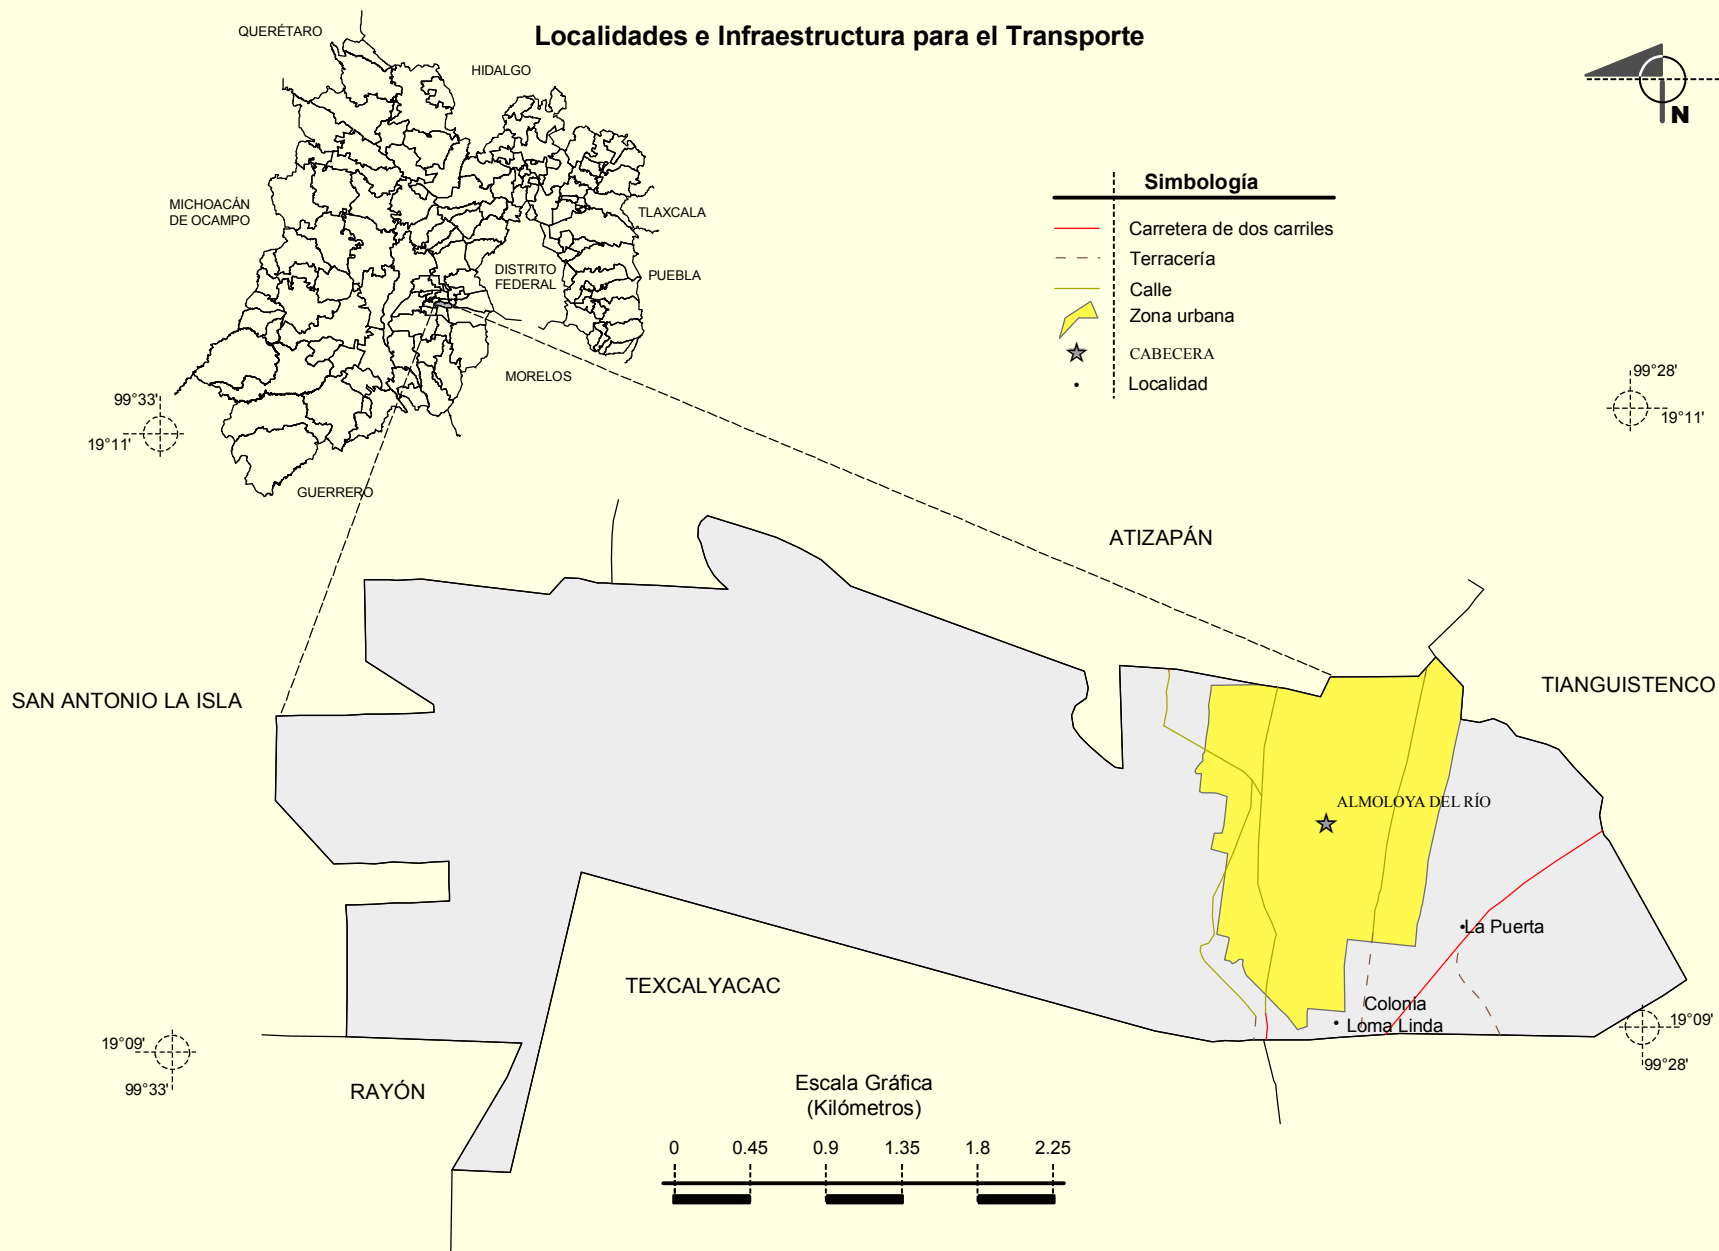 Localidades e Infraestructura para el Transporte
QUERÉTARO
HIDALGO
N
MICHOACÁN
DE OCAMPO
TLAXCALA
DISTRITO
FEDERAL
PUEBLA
MORELOS
GUERRERO
Simbología
Carretera de dos carriles
Terracería
Calle
Zona urbana
CABECERA
Localidad
99°33'
19°11'
99°28'
19°11'
ATIZAPÁN
SAN ANTONIO LA ISLA
TIANGUISTENCO
ALMOLOYA DEL RÍO
La Puerta
Colonia
Loma Linda
TEXCALYACAC
RAYÓN
19°09'
99°33'
19°09'
99°28'
Escala Gráfica
(Kilómetros)
0 0.45 0.9 1.35 1.8 2.25